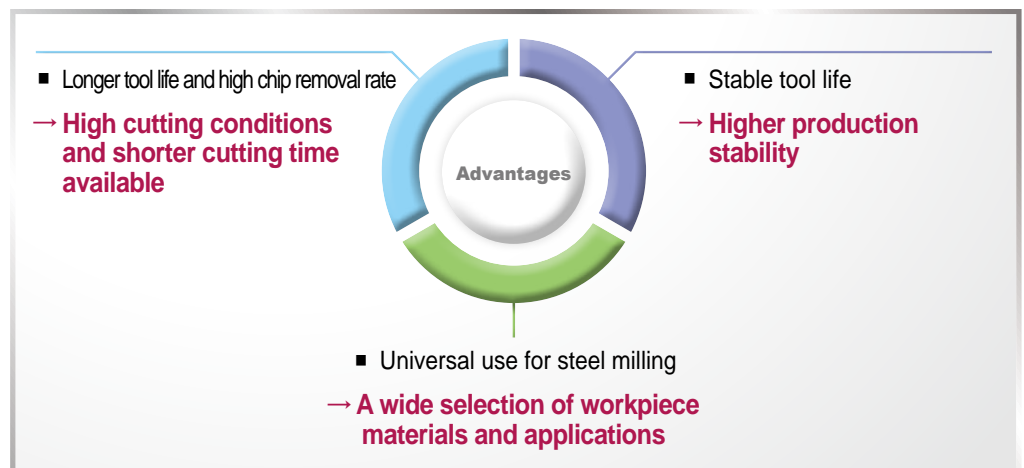 ■ Longer tool life and high chip removal rate
→ High cutting conditions
and shorter cutting time
available
Advantages
■ Stable tool life
→ Higher production
stability
■ Universal use for steel milling
→ A wide selection of workpiece
materials and applications